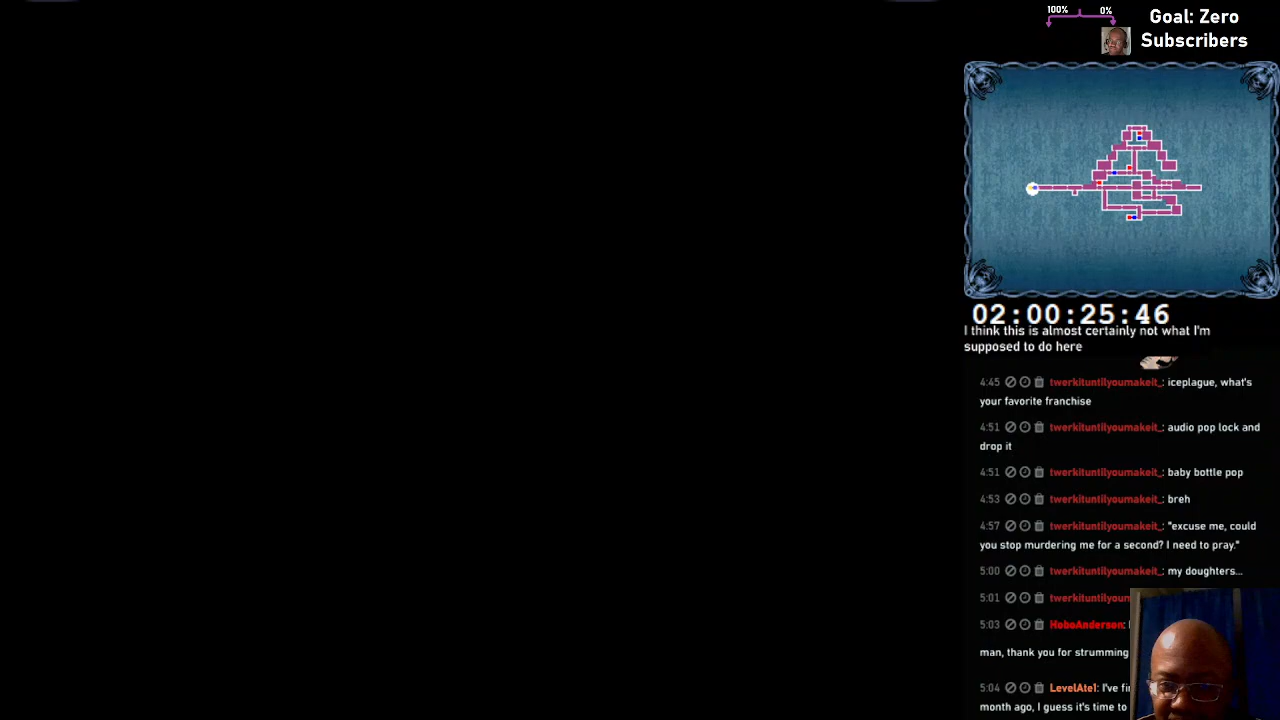 100% 0%
Goal: Zero
Subscribers
02:00:25:46
I think this is almost certainly not what I'm
supposed to do here
4:45 twerkituntilyoumakeit_: iceplague, what's
your favorite franchise
4:51 twerkituntilyoumakeit_: audio pop lock and
drop it
4:51 twerkituntilyoumakeit_: baby bottle pop
4:53 twerkituntilyoumakeit_: breh
4:57 twerkituntilyoumakeit_: "excuse me, could
you stop murdering me for a second? I need to pray."
5:00 twerkituntilyoumakeit_: my doughters...
5:01 twerkituntilyoum
5:03 HoboAnderson:
man, thank you for strumming
5:04 LevelAte1: I've fi
month ago, I guess it's time to